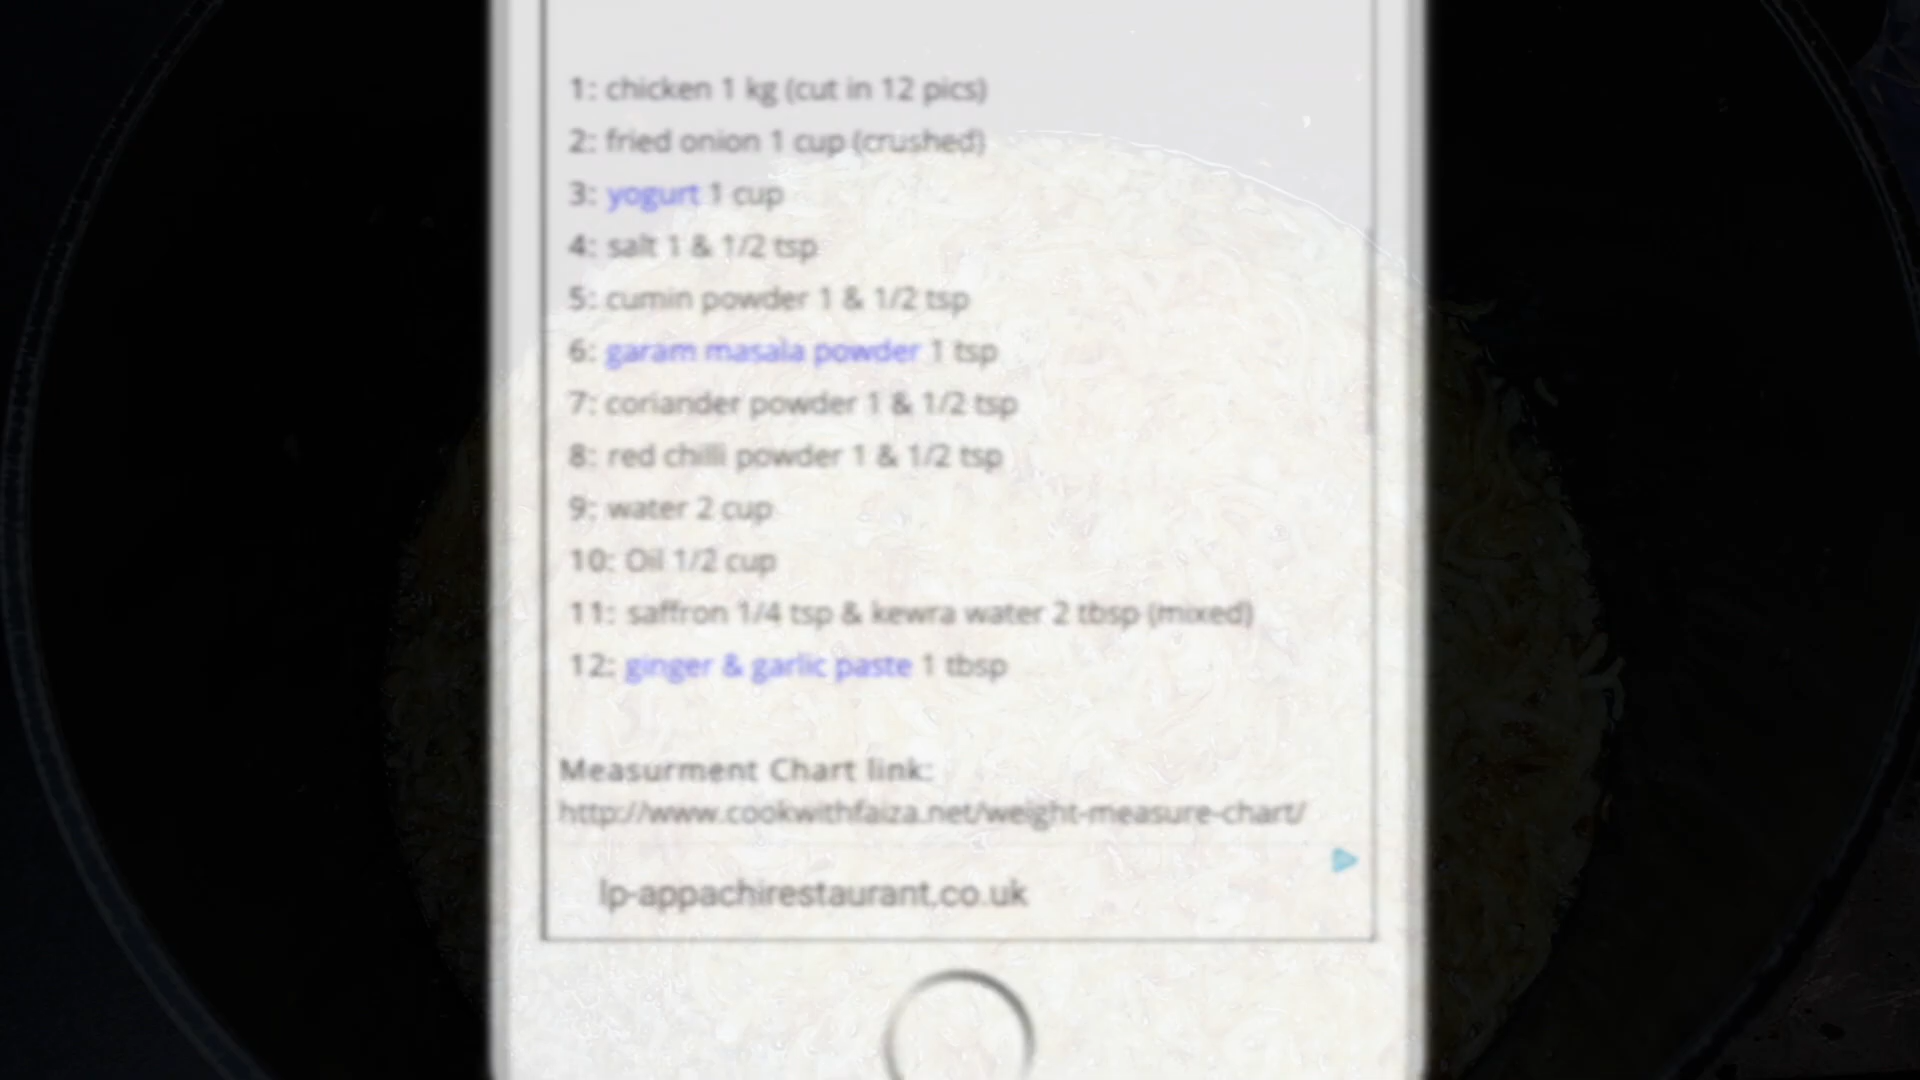 1: chicken 1 kg (cut in 12 pics)
2: fried onion 1 cup (crushed)
3: yogurt 1 cup
4: salt 1 & 1/2 tsp
5: cumin powder 1 & 1/2 tsp
6: garam masala powder 1 tsp
7: coriander powder 1 & 1/2 tsp
8: red chilli powder 1 & 1/2 tsp
9: water 2 cup
10: Oil 1/2 cup
11: saffron 1/4 tsp & kewra water 2 tbsp (mixed)
12: ginger & garlic paste 1 tbsp
Measurment Chart link:
http://www.cookwithfaiza.net/weight-measure-chart/
lp-appachirestaurant.co.uk